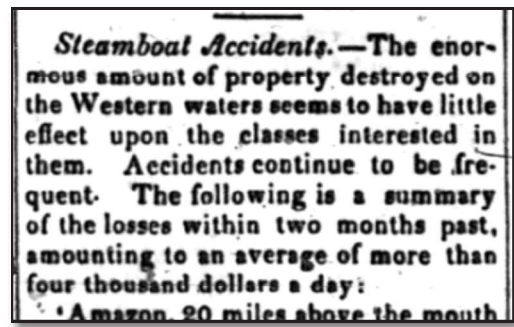 Steamboat Accidents.—The enor-
mous amount of property destroyed on
the Western waters seems to have little
effect upon the classes interested in
them. Accidents continue to be fre-
quent. The following is a summary
of the losses within two months past,
amounting to an average of more than
four thousand dollars a day:
'Amazon, 20 miles above the mouth